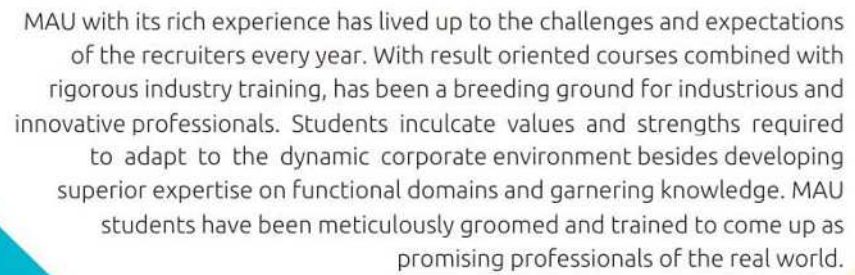 MAU with its rich experience has lived up to the challenges and expectations
of the recruiters every year. With result oriented courses combined with
rigorous industry training, has been a breeding ground for industrious and
innovative professionals. Students inculcate values and strengths required
to adapt to the dynamic corporate environment besides developing
superior expertise on functional domains and garnering knowledge. MAU
students have been meticulously groomed and trained to come up as
promising professionals of the real world.